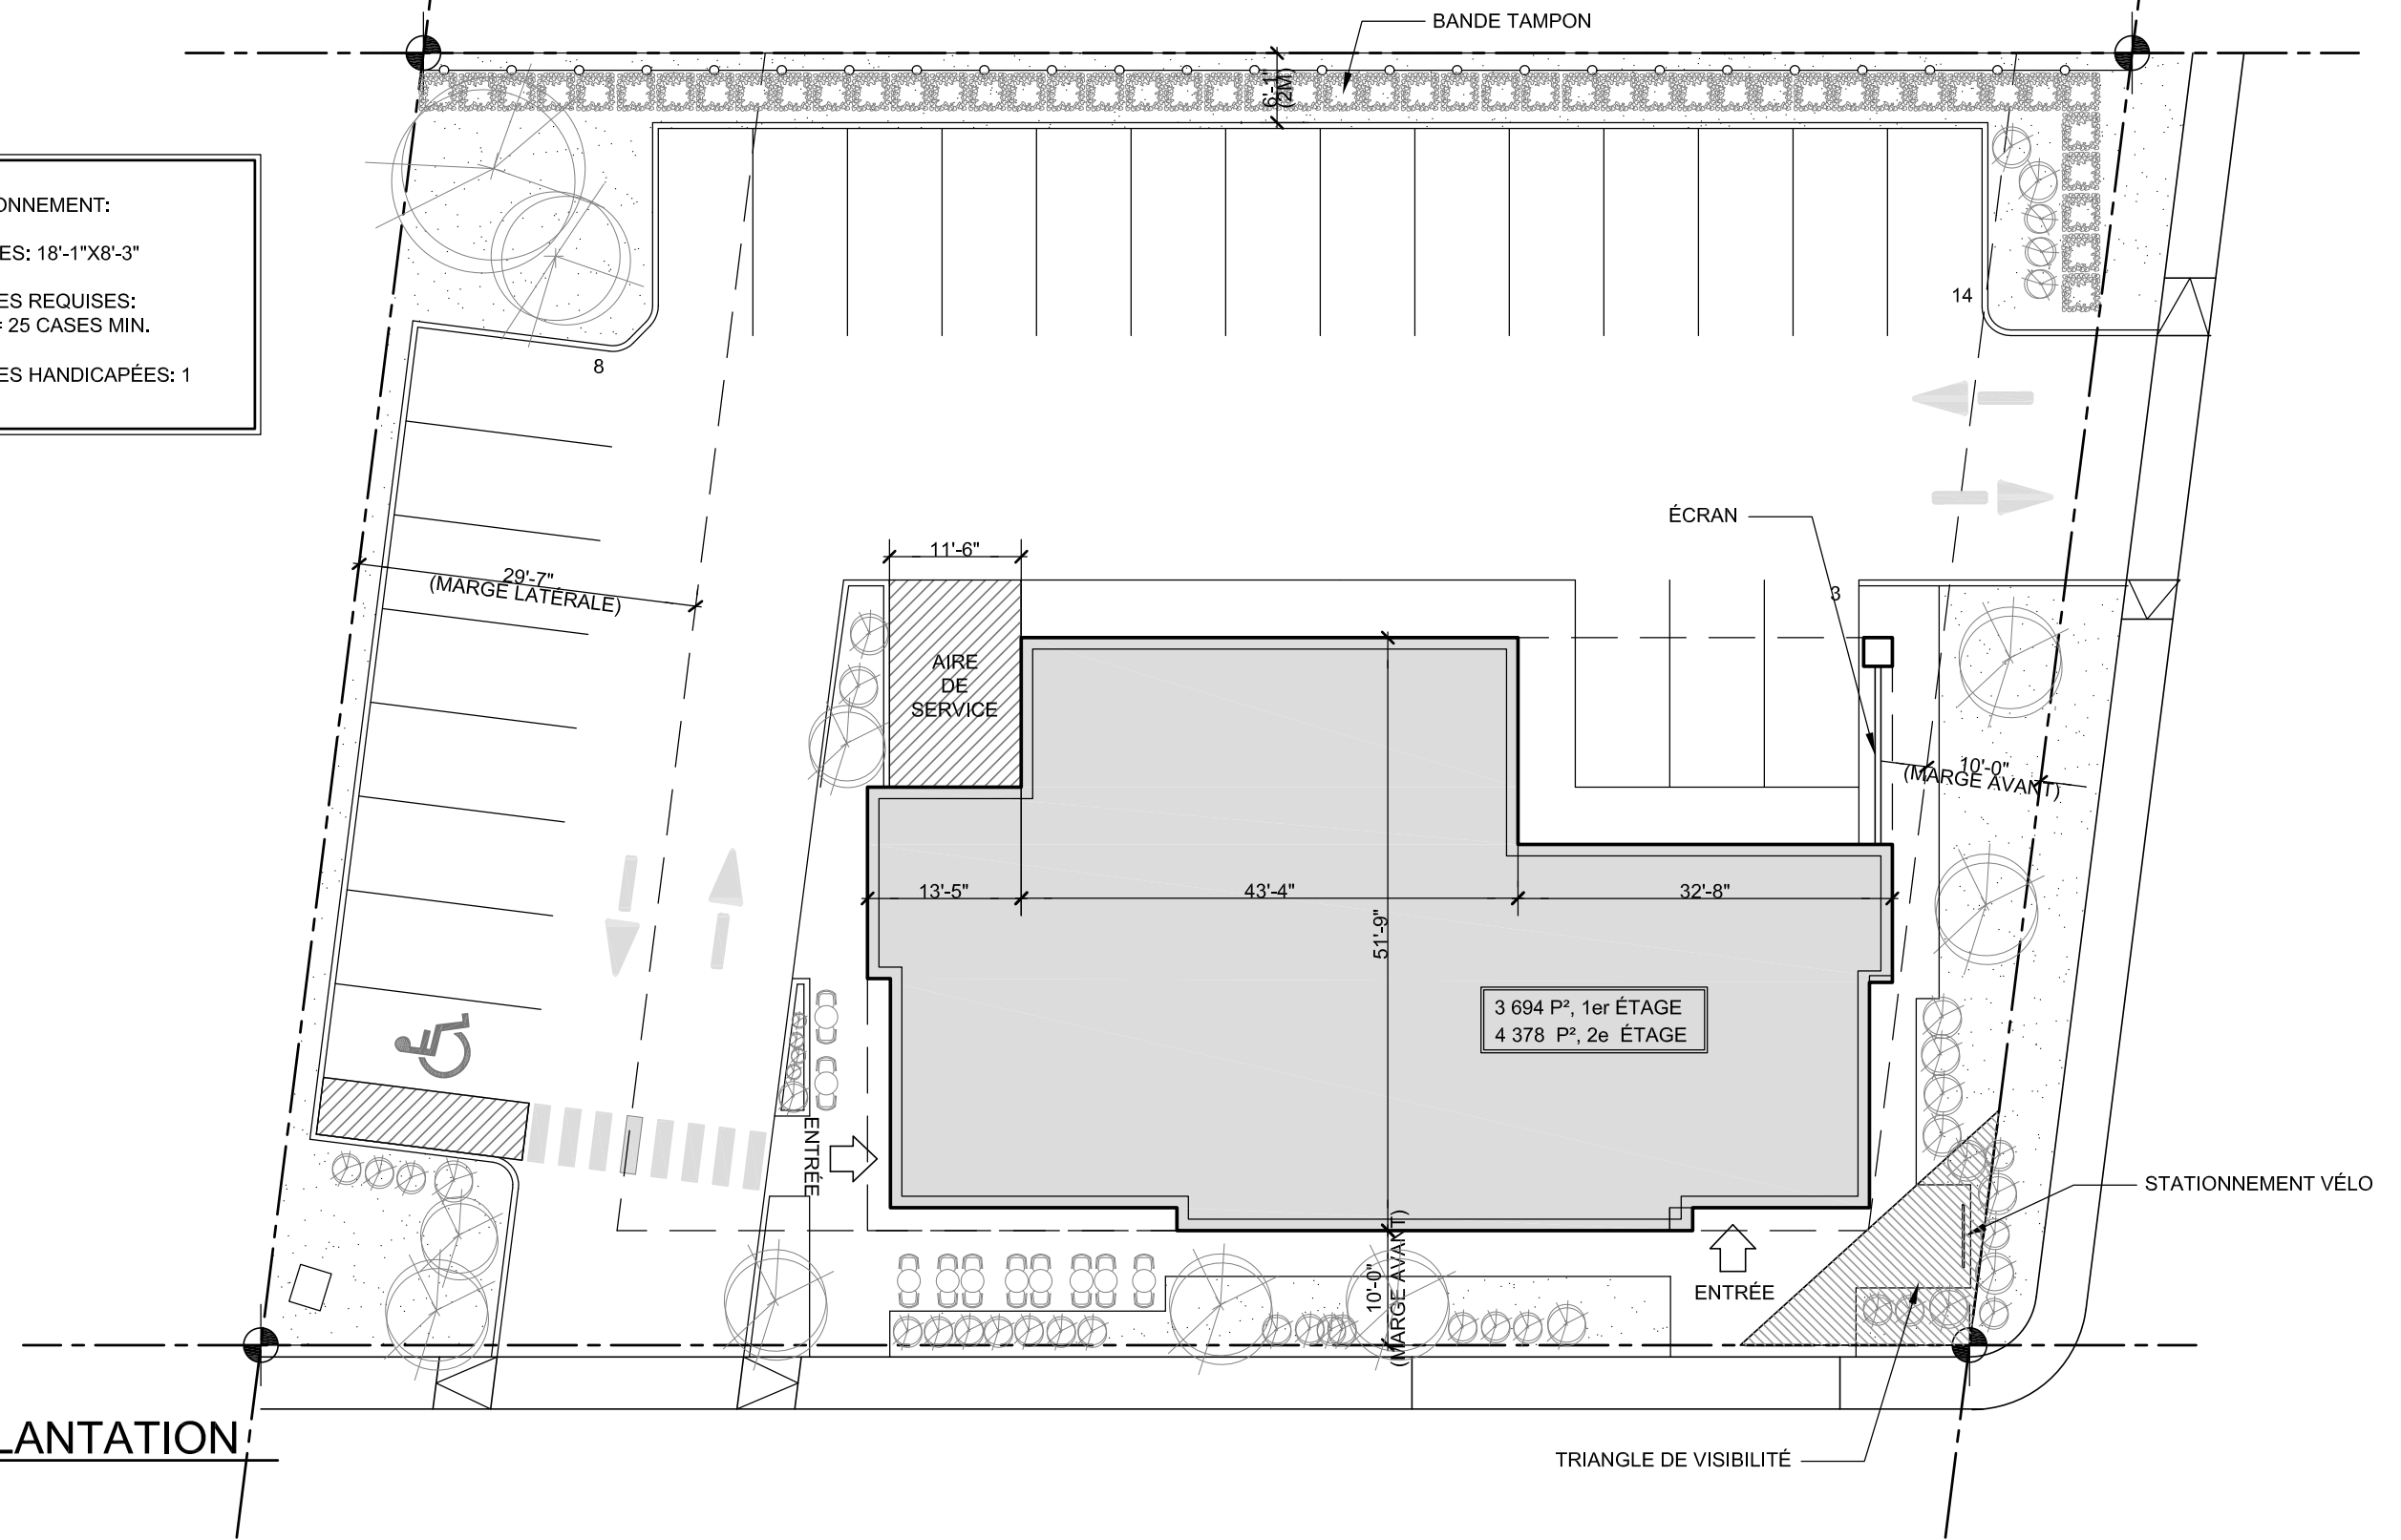 BANDE TAMPON
6'-1"
(2M)
ONNEMENT:
ES: 18'-1"X8'-3"
ES REQUISES:
= 25 CASES MIN.
ES HANDICAPÉES: 1
14
8
ÉCRAN
11'-6"
29'-7"
(MARGE LATÉRALE)
3
AIRE
DE
SERVICE
10'-0"
(MARGE AVANT)
13'-5"
43'-4"
32'-8"
51'-9"
3 694 P², 1er ÉTAGE
4 378 P², 2e ÉTAGE
ENTRÉE
STATIONNEMENT VÉLO
10'-0"
(MARGE AVANT)
ENTRÉE
LANTATION
TRIANGLE DE VISIBILITÉ